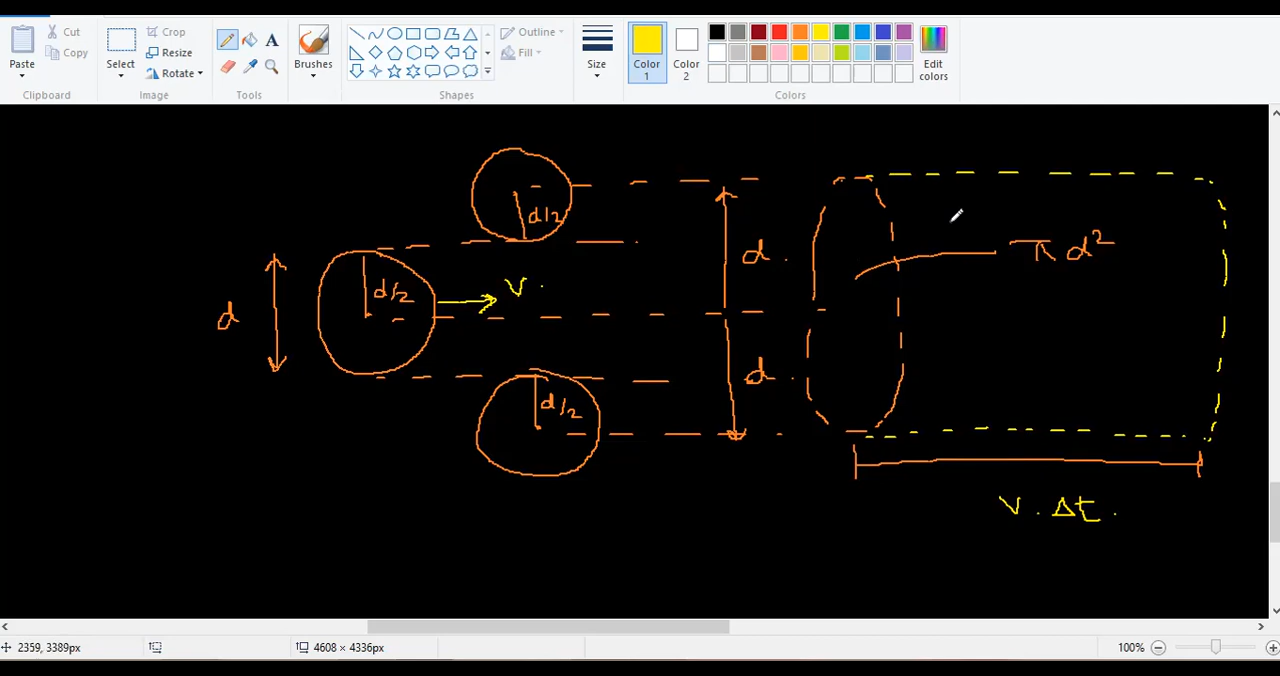 Paste
Cut
Copy
Clipboard
Select
Crop
Resize
Rotate
Image
A
Tools
Brushes
Outline
Fill
Shapes
Size
Color 1
Color 2
Edit colors
Colors
d/2
d/2
d
v
d
d/2
d
π d²
v . Δt .
2359, 3389px
4608 × 4336px
100%